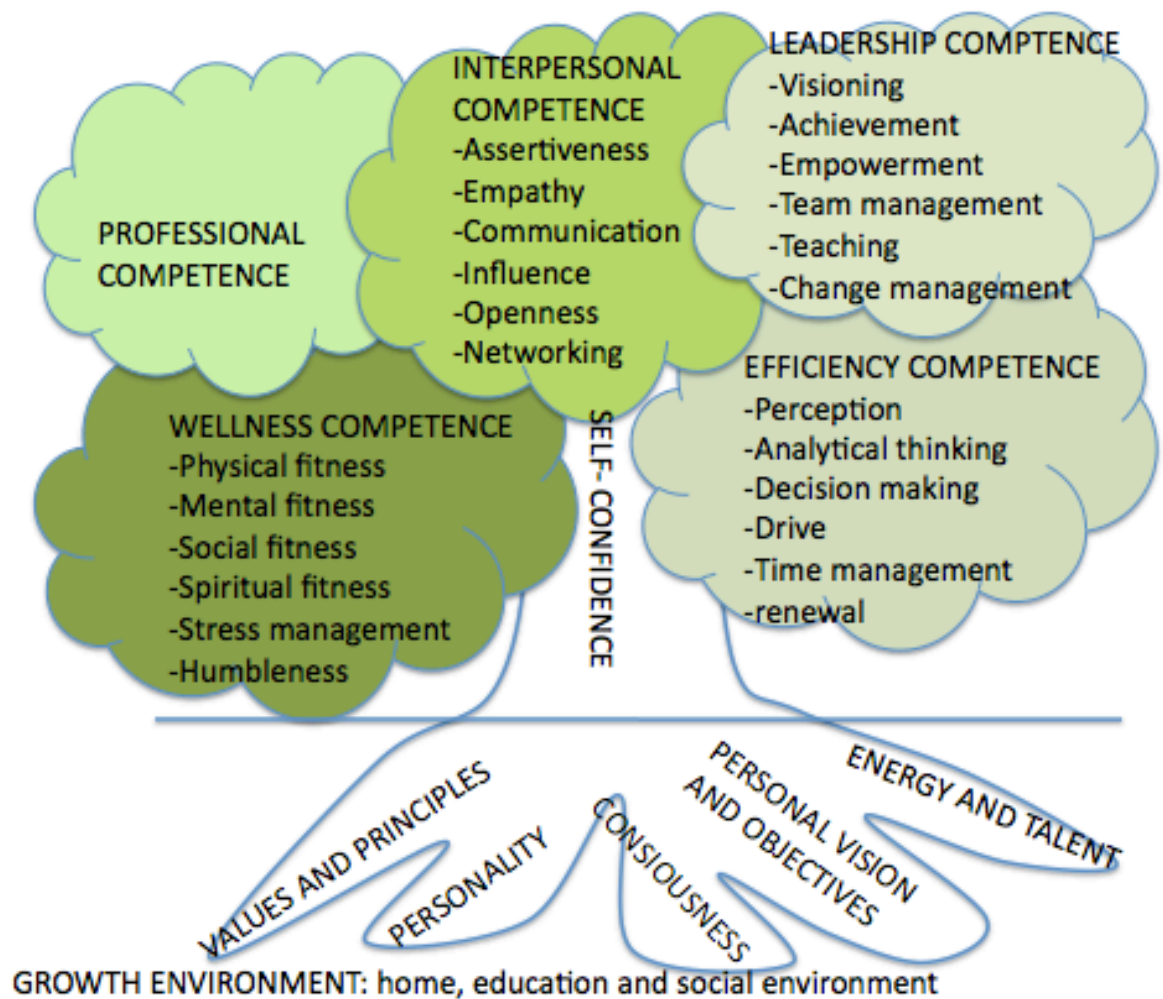 PROFESSIONAL
COMPETENCE
INTERPERSONAL
COMPETENCE
-Assertiveness
-Empathy
-Communication
-Influence
-Openness
-Networking
LEADERSHIP COMPTENCE
-Visioning
-Achievement
-Empowerment
-Team management
-Teaching
-Change management
WELLNESS COMPETENCE
-Physical fitness
-Mental fitness
-Social fitness
-Spiritual fitness
-Stress management
-Humbleness
SELF- CONFIDENCE
EFFICIENCY COMPETENCE
-Perception
-Analytical thinking
-Decision making
-Drive
-Time management
-renewal
VALUES AND PRINCIPLES
PERSONALITY
CONSIOUSNESS
PERSONAL VISION
AND OBJECTIVES
ENERGY AND TALENT
GROWTH ENVIRONMENT: home, education and social environment